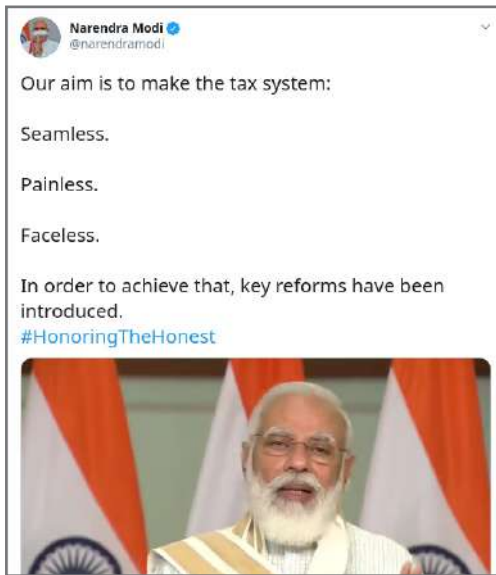 Narendra Modi
@narendramodi
Our aim is to make the tax system:
Seamless.
Painless.
Faceless.
In order to achieve that, key reforms have been
introduced.
#HonoringTheHonest